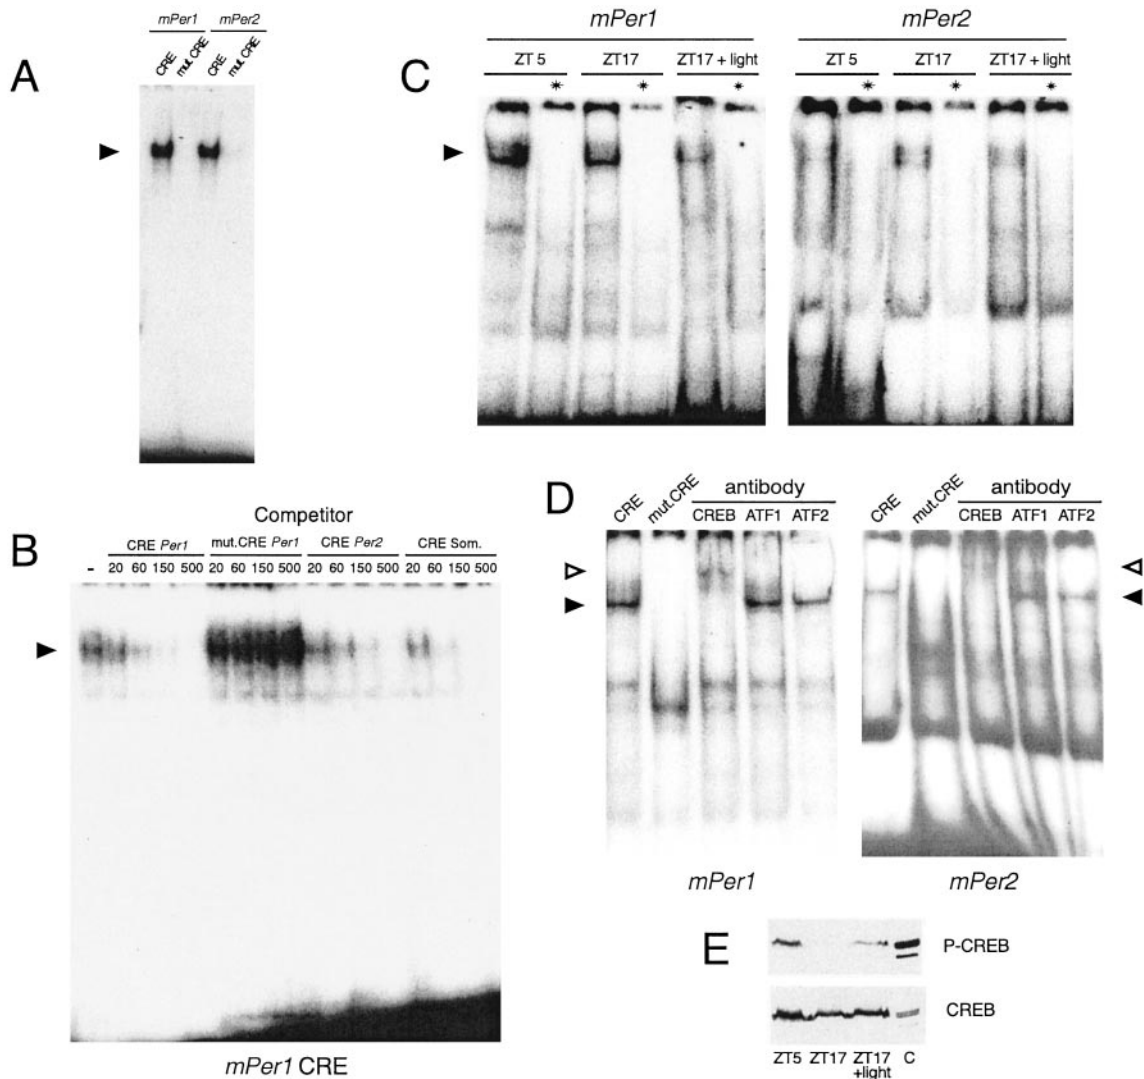 A
mPer1 mPer2
CRE mut.CRE CRE mut.CRE
C
mPer1 mPer2
ZT 5 ZT17 ZT17 + light ZT 5 ZT17 ZT17 + light
* * * * * *
B
Competitor
CRE Per1 mut.CRE Per1 CRE Per2 CRE Som.
– 20 60 150 500 20 60 150 500 20 60 150 500 20 60 150 500
mPer1 CRE
D
antibody antibody
CRE mut.CRE CREB ATF1 ATF2 CRE mut.CRE CREB ATF1 ATF2
mPer1 mPer2
E
P-CREB
CREB
ZT5 ZT17 ZT17 C
+light